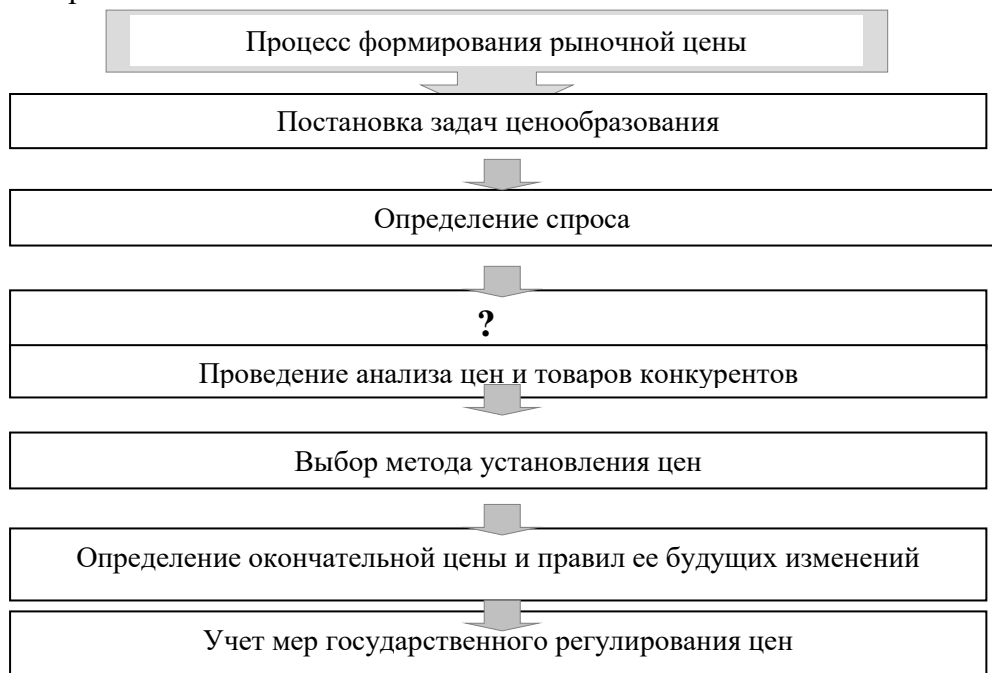 Процесс формирования рыночной цены
Постановка задач ценообразования
Определение спроса
?
Проведение анализа цен и товаров конкурентов
Выбор метода установления цен
Определение окончательной цены и правил ее будущих изменений
Учет мер государственного регулирования цен